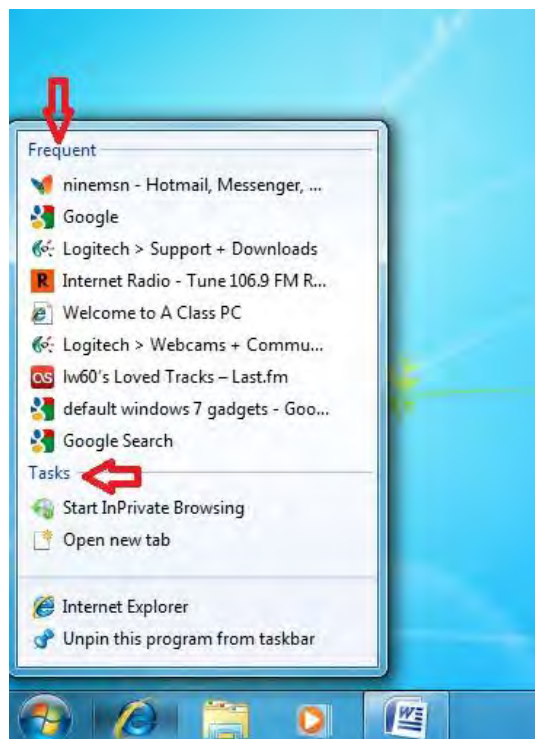 Frequent
ninemsn - Hotmail, Messenger, ...
Google
Logitech > Support + Downloads
R Internet Radio - Tune 106.9 FM R...
Welcome to A Class PC
Logitech > Webcams + Commu...
os lw60's Loved Tracks – Last.fm
default windows 7 gadgets - Goo...
Google Search
Tasks
Start InPrivate Browsing
Open new tab
Internet Explorer
Unpin this program from taskbar
W